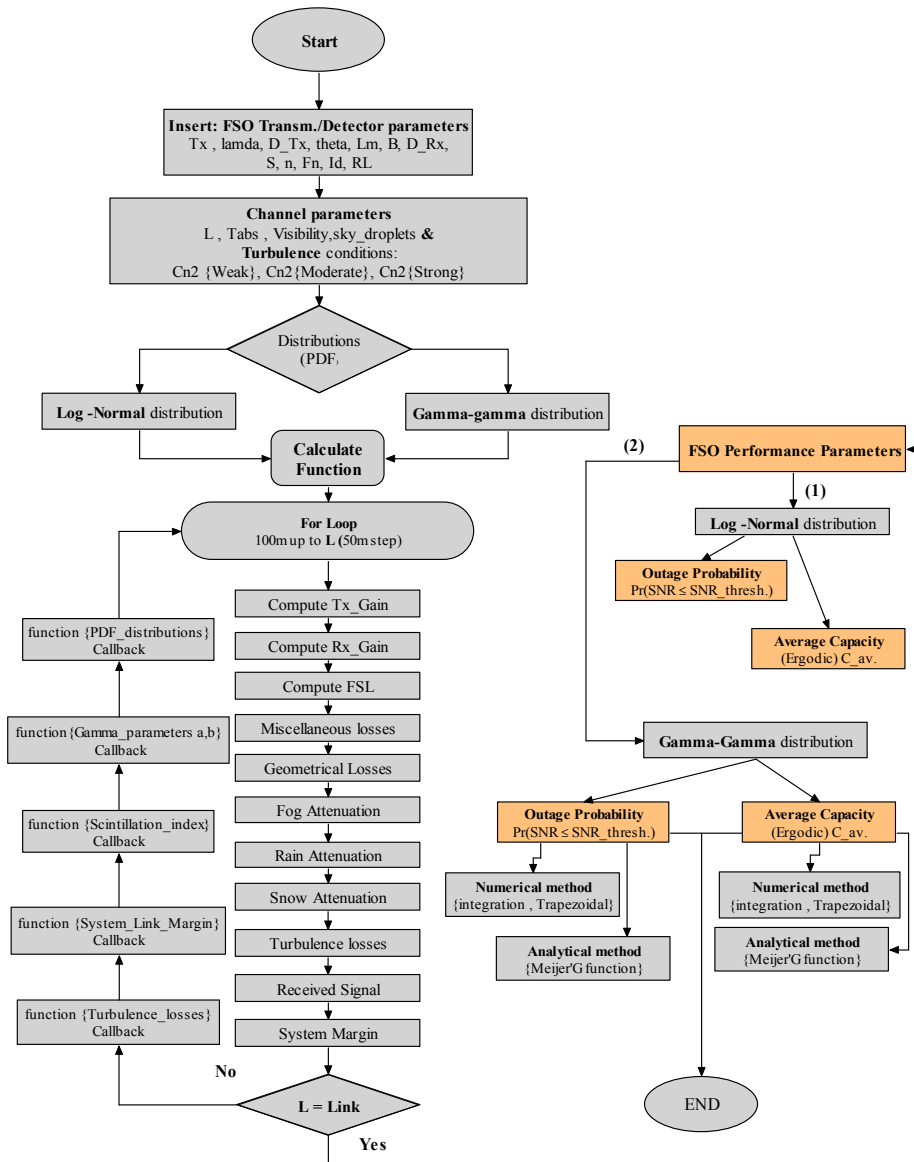 Start
Insert: FSO Transm./Detector parameters
Tx , lamda, D_Tx, theta, Lm, B, D_Rx,
S, n, Fn, Id, RL
Channel parameters
L , Tabs , Visibility,sky_droplets &
Turbulence conditions:
Cn2 {Weak}, Cn2{Moderate}, Cn2{Strong}
Distributions
(PDF)
Log -Normal distribution
Gamma-gamma distribution
Calculate
Function
For Loop
100m up to L (50m step)
Compute Tx_Gain
Compute Rx_Gain
Compute FSL
Miscellaneous losses
Geometrical Losses
Fog Attenuation
Rain Attenuation
Snow Attenuation
Turbulence losses
Received Signal
System Margin
L = Link
No
Yes
function {Turbulence_losses}
Callback
function {System_Link_Margin}
Callback
function {Scintillation_index}
Callback
function {Gamma_parameters a,b}
Callback
function {PDF_distributions}
Callback
FSO Performance Parameters
(1)
Log -Normal distribution
Outage Probability
Pr(SNR ≤ SNR_thresh.)
Average Capacity
(Ergodic) C_av.
(2)
Gamma-Gamma distribution
Outage Probability
Pr(SNR ≤ SNR_thresh.)
Numerical method
{integration , Trapezoidal}
Analytical method
{Meijer'G function}
Average Capacity
(Ergodic) C_av.
Numerical method
{integration , Trapezoidal}
Analytical method
{Meijer'G function}
END